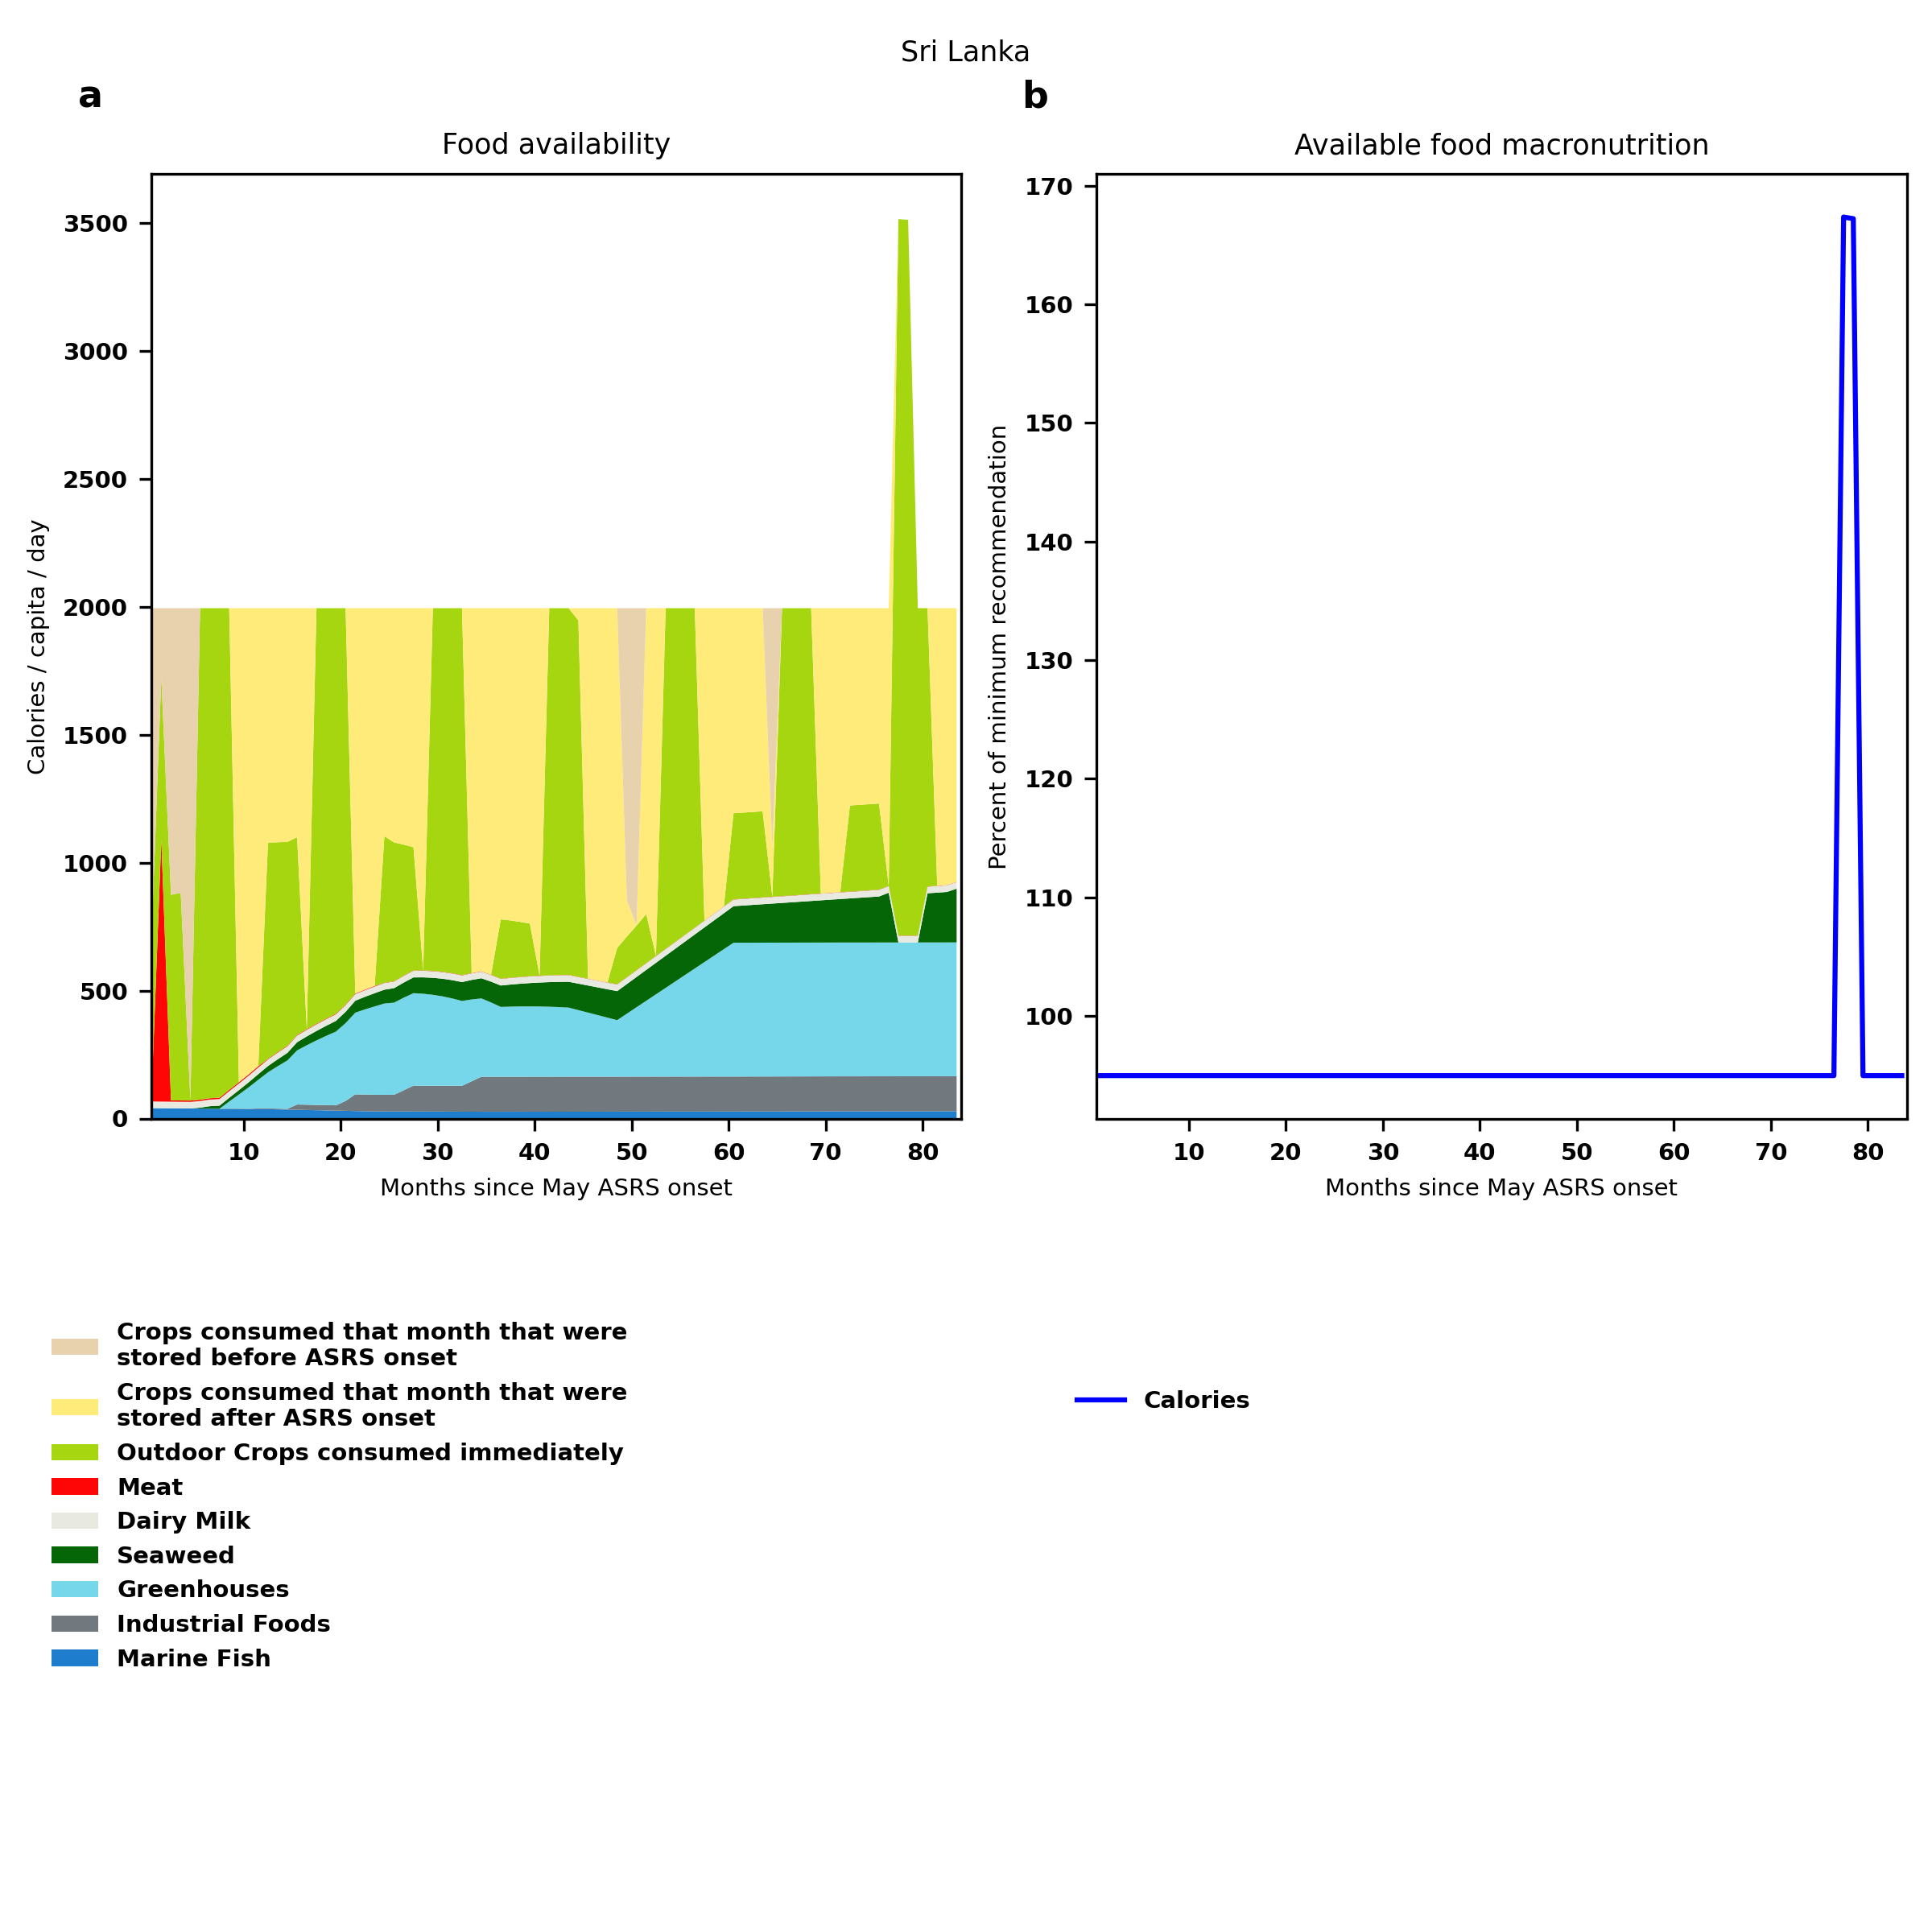 Sri Lanka
a
Food availability
Calories / capita / day
3500
3000
2500
2000
1500
1000
500
0
10 20 30 40 50 60 70 80
Months since May ASRS onset
b
Available food macronutrition
Percent of minimum recommendation
170
160
150
140
130
120
110
100
10 20 30 40 50 60 70 80
Months since May ASRS onset
Crops consumed that month that were
stored before ASRS onset
Crops consumed that month that were
stored after ASRS onset
Outdoor Crops consumed immediately
Meat
Dairy Milk
Seaweed
Greenhouses
Industrial Foods
Marine Fish
Calories